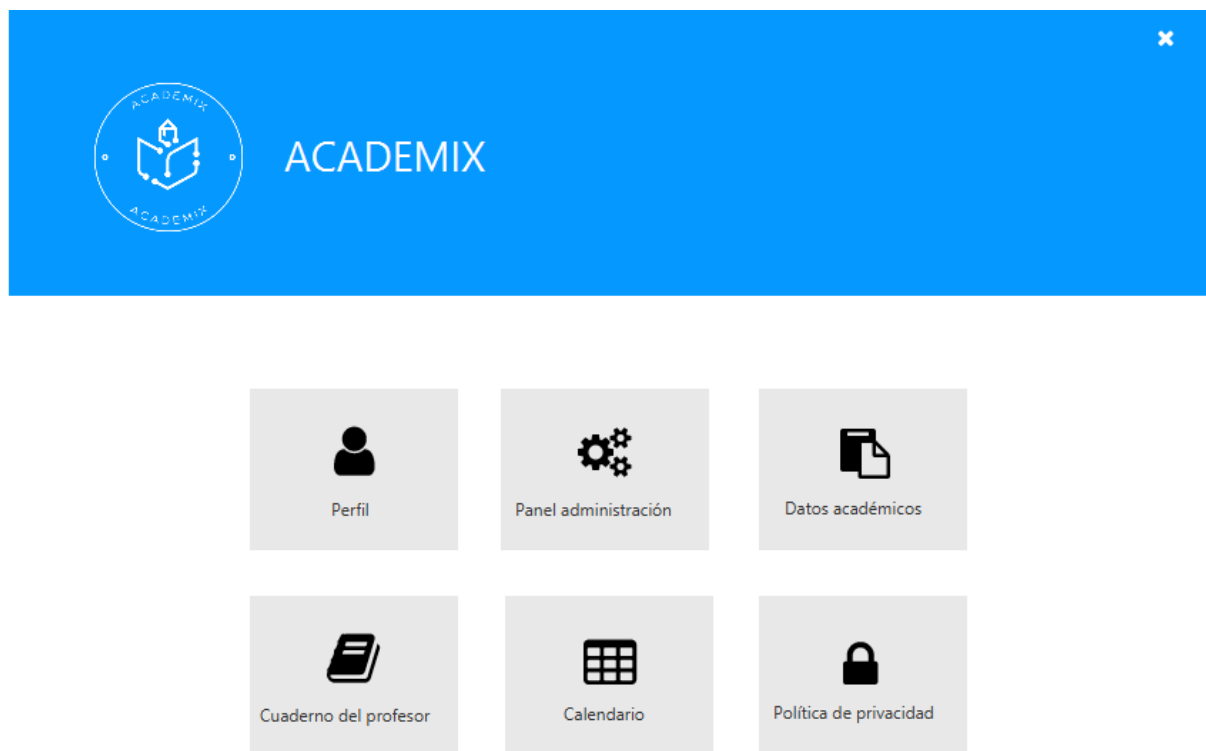 ACADEMIX
ACADEMIX
ACADEMIX
Perfil
Panel administración
Datos académicos
Cuaderno del profesor
Calendario
Política de privacidad